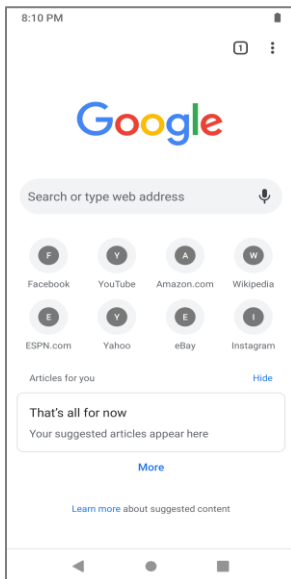 8:10 PM
1
Google
Search or type web address
F Y A W
Facebook YouTube Amazon.com Wikipedia
E Y E I
ESPN.com Yahoo eBay Instagram
Articles for you Hide
That's all for now
Your suggested articles appear here
More
Learn more about suggested content